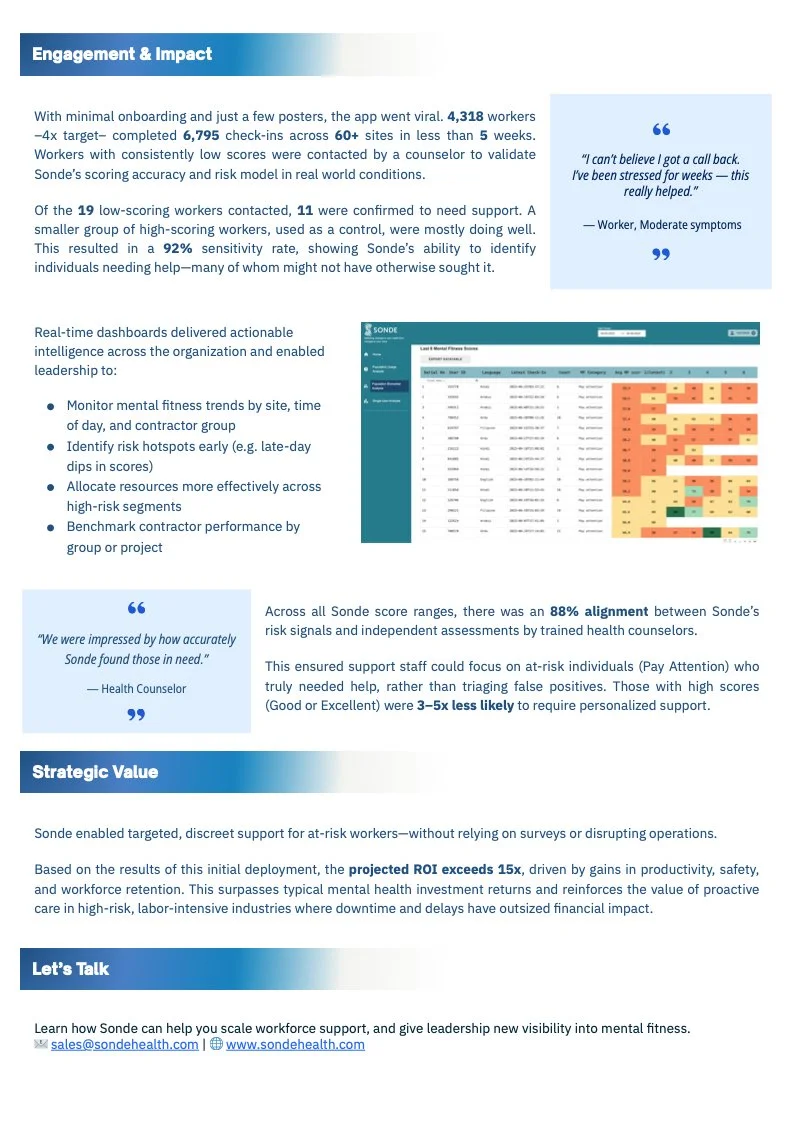 Engagement & Impact
With minimal onboarding and just a few posters, the app went viral. 4,318 workers
–4x target– completed 6,795 check-ins across 60+ sites in less than 5 weeks.
Workers with consistently low scores were contacted by a counselor to validate
Sonde’s scoring accuracy and risk model in real world conditions.
Of the 19 low-scoring workers contacted, 11 were confirmed to need support. A
smaller group of high-scoring workers, used as a control, were mostly doing well.
This resulted in a 92% sensitivity rate, showing Sonde’s ability to identify
individuals needing help—many of whom might not have otherwise sought it.
“
“I can’t believe I got a call back.
I’ve been stressed for weeks — this
really helped.”
— Worker, Moderate symptoms
”
Real-time dashboards delivered actionable
intelligence across the organization and enabled
leadership to:
● Monitor mental fitness trends by site, time
of day, and contractor group
● Identify risk hotspots early (e.g. late-day
dips in scores)
● Allocate resources more effectively across
high-risk segments
● Benchmark contractor performance by
group or project
SONDE
Home
Last 6 Mental Fitness Scores
Language
“
“We were impressed by how accurately
Sonde found those in need.”
— Health Counselor
”
Across all Sonde score ranges, there was an 88% alignment between Sonde’s
risk signals and independent assessments by trained health counselors.
This ensured support staff could focus on at-risk individuals (Pay Attention) who
truly needed help, rather than triaging false positives. Those with high scores
(Good or Excellent) were 3–5x less likely to require personalized support.
Strategic Value
Sonde enabled targeted, discreet support for at-risk workers—without relying on surveys or disrupting operations.
Based on the results of this initial deployment, the projected ROI exceeds 15x, driven by gains in productivity, safety,
and workforce retention. This surpasses typical mental health investment returns and reinforces the value of proactive
care in high-risk, labor-intensive industries where downtime and delays have outsized financial impact.
Let’s Talk
Learn how Sonde can help you scale workforce support, and give leadership new visibility into mental fitness.
sales@sondehealth.com | www.sondehealth.com